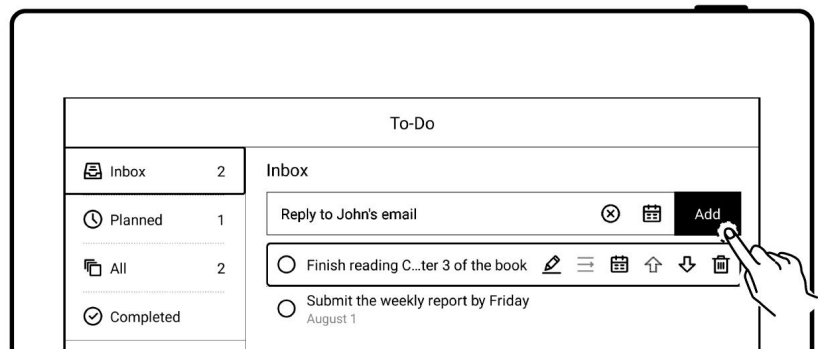 To-Do
Inbox 2
Planned 1
All 2
Completed
Inbox
Reply to John's email Add
Finish reading C...ter 3 of the book
Submit the weekly report by Friday
August 1